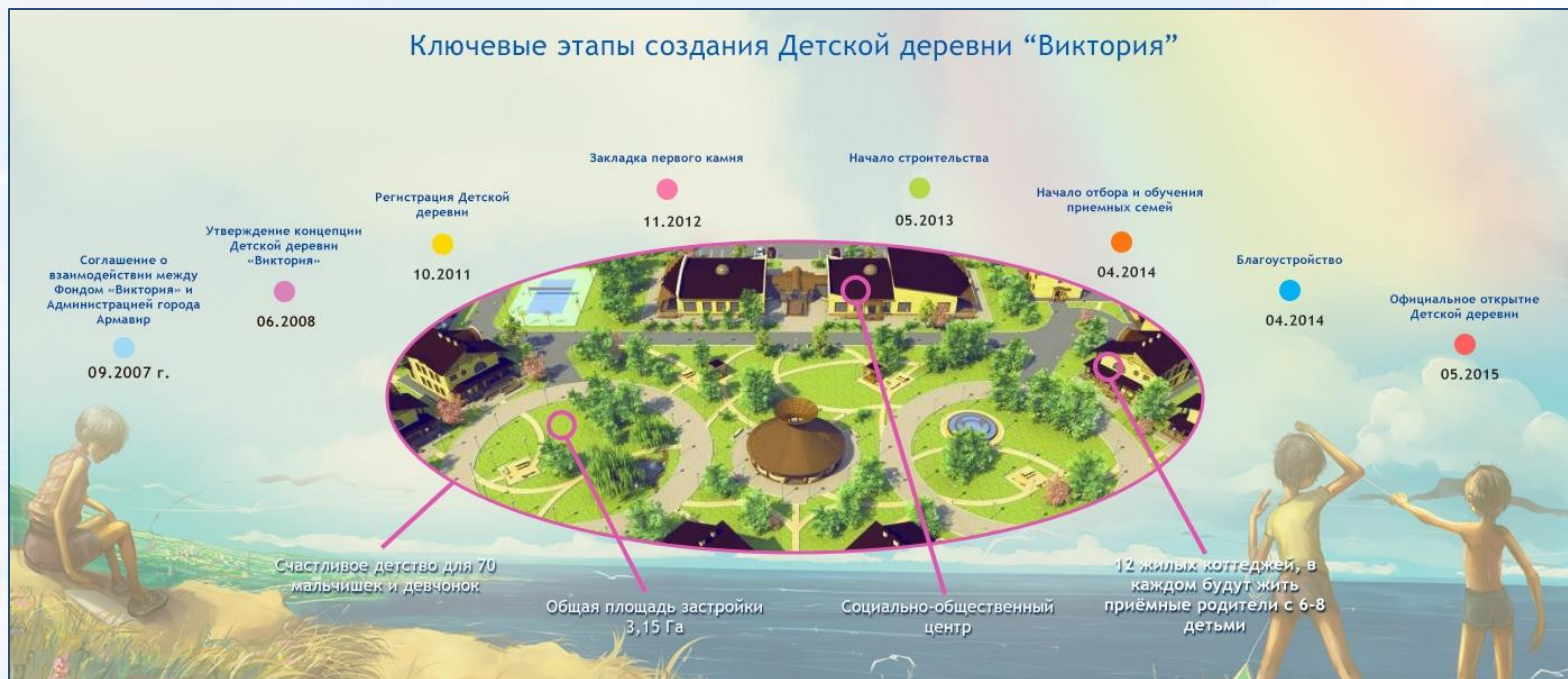 Ключевые этапы создания Детской деревни “Виктория”
Соглашение о
взаимодействии между
Фондом «Виктория» и
Администрацией города
Армавир
09.2007 г.
Утверждение концепции
Детской деревни
«Виктория»
06.2008
Регистрация Детской
деревни
10.2011
Закладка первого камня
11.2012
Начало строительства
05.2013
Начало отбора и обучения
приемных семей
04.2014
Благоустройство
04.2014
Официальное открытие
Детской деревни
05.2015
Счастливое детство для 70
мальчишек и девчонок
Общая площадь застройки
3,15 Га
Социально-общественный
центр
12 жилых коттеджей, в
каждом будут жить
приёмные родители с 6-8
детьми